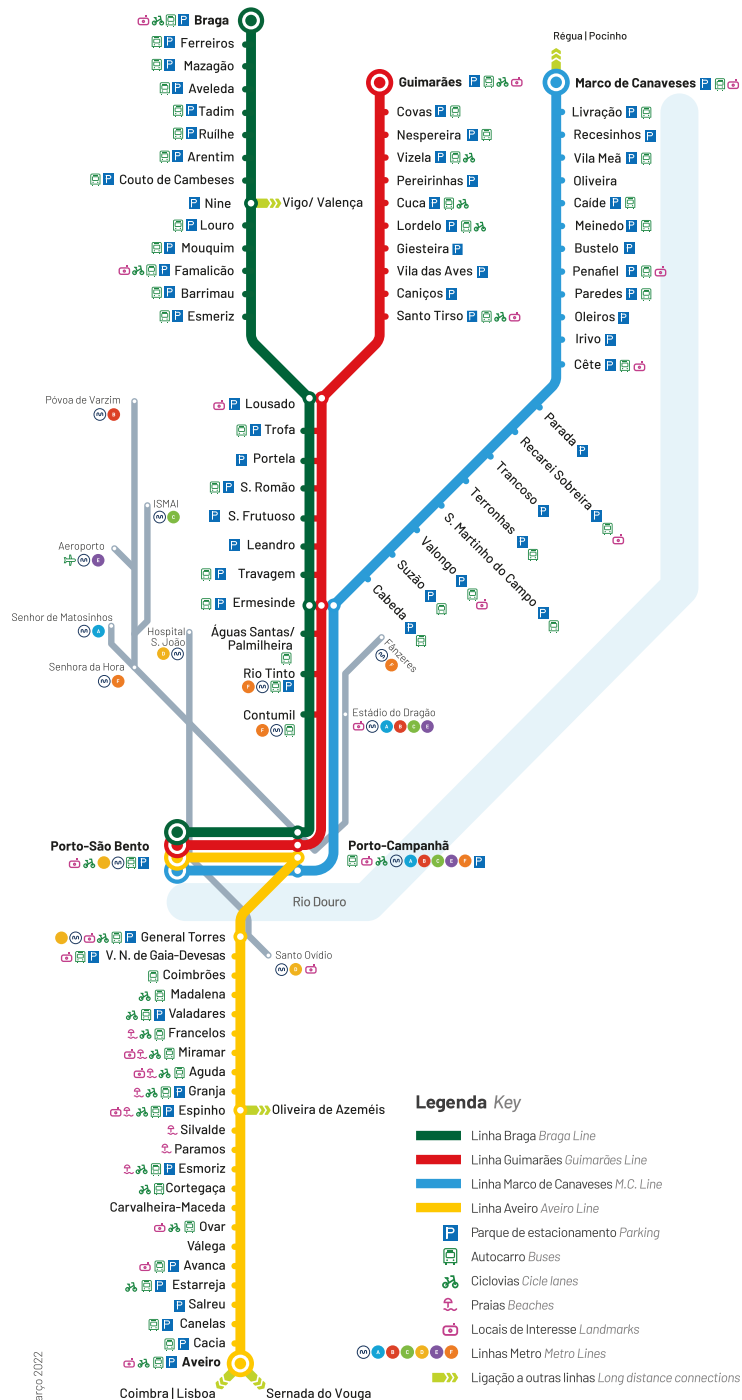 Braga
Ferreiros
Mazagão
Aveleda
Tadim
Ruílhe
Arentim
Couto de Cambeses
Nine
Vigo/ Valença
Louro
Mouquim
Famalicão
Barrimau
Esmeriz
Guimarães
Covas
Nespereira
Vizela
Pereirinhas
Cuca
Lordelo
Giesteira
Vila das Aves
Caniços
Santo Tirso
Régua | Pocinho
Marco de Canaveses
Livração
Recesinhos
Vila Meã
Oliveira
Caíde
Meinedo
Bustelo
Penafiel
Paredes
Oleiros
Irivo
Cête
Parada
Recarei Sobreira
Trancoso
Terronhas
S. Martinho do Campo
Valongo
Suzão
Cabeda
Lousado
Trofa
Portela
S. Romão
S. Frutuoso
Leandro
Travagem
Ermesinde
Águas Santas/
Palmilheira
Rio Tinto
Contumil
Póvoa de Varzim
ISMAI
Aeroporto
Senhor de Matosinhos
Hospital
S. João
Senhora da Hora
Fânzeres
Estádio do Dragão
Porto-São Bento
Porto-Campanhã
Rio Douro
General Torres
V. N. de Gaia-Devesas
Santo Ovídio
Coimbrões
Madalena
Valadares
Francelos
Miramar
Aguda
Granja
Espinho
Oliveira de Azeméis
Silvalde
Paramos
Esmoriz
Cortegaça
Carvalheira-Maceda
Ovar
Válega
Avanca
Estarreja
Salreu
Canelas
Cacia
Aveiro
Coimbra | Lisboa
Sernada do Vouga
Legenda Key
Linha Braga Braga Line
Linha Guimarães Guimarães Line
Linha Marco de Canaveses M.C. Line
Linha Aveiro Aveiro Line
P Parque de estacionamento Parking
Autocarro Buses
Ciclovias Cicle lanes
Praias Beaches
Locais de Interesse Landmarks
A B C D E F Linhas Metro Metro Lines
Ligação a outras linhas Long distance connections
arço 2022